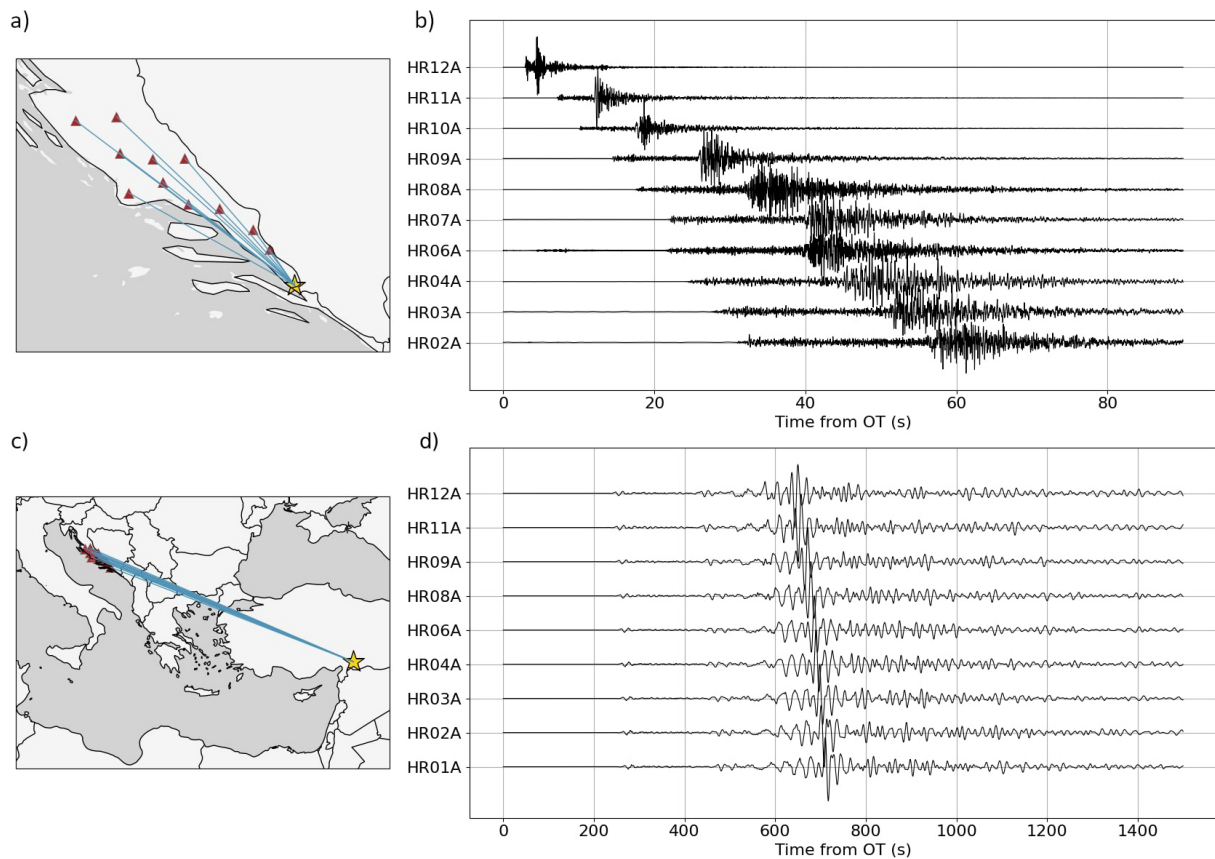 a)
b)
HR12A
HR11A
HR10A
HR09A
HR08A
HR07A
HR06A
HR04A
HR03A
HR02A
0 20 40 60 80
Time from OT (s)
c)
d)
HR12A
HR11A
HR09A
HR08A
HR06A
HR04A
HR03A
HR02A
HR01A
0 200 400 600 800 1000 1200 1400
Time from OT (s)